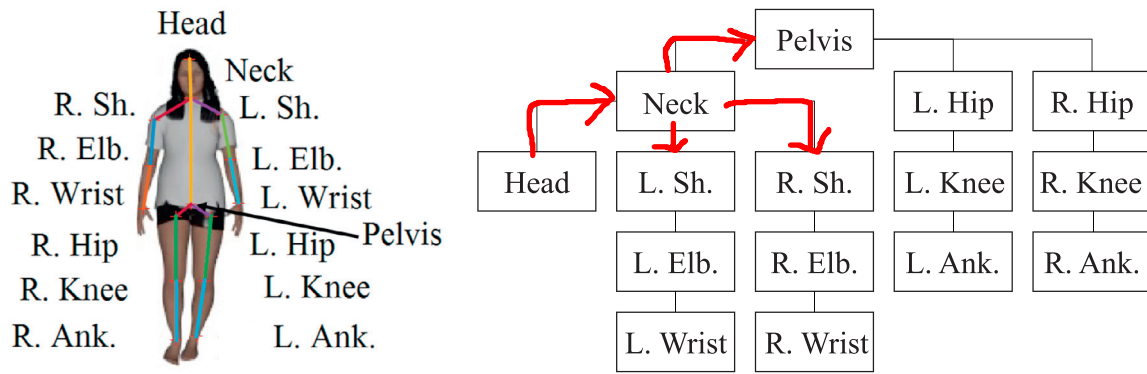 Head
Neck
R. Sh.
L. Sh.
R. Elb.
L. Elb.
R. Wrist
L. Wrist
Pelvis
R. Hip
L. Hip
R. Knee
L. Knee
R. Ank.
L. Ank.
Pelvis
Neck
L. Hip
R. Hip
Head
L. Sh.
R. Sh.
L. Knee
R. Knee
L. Elb.
R. Elb.
L. Ank.
R. Ank.
L. Wrist
R. Wrist